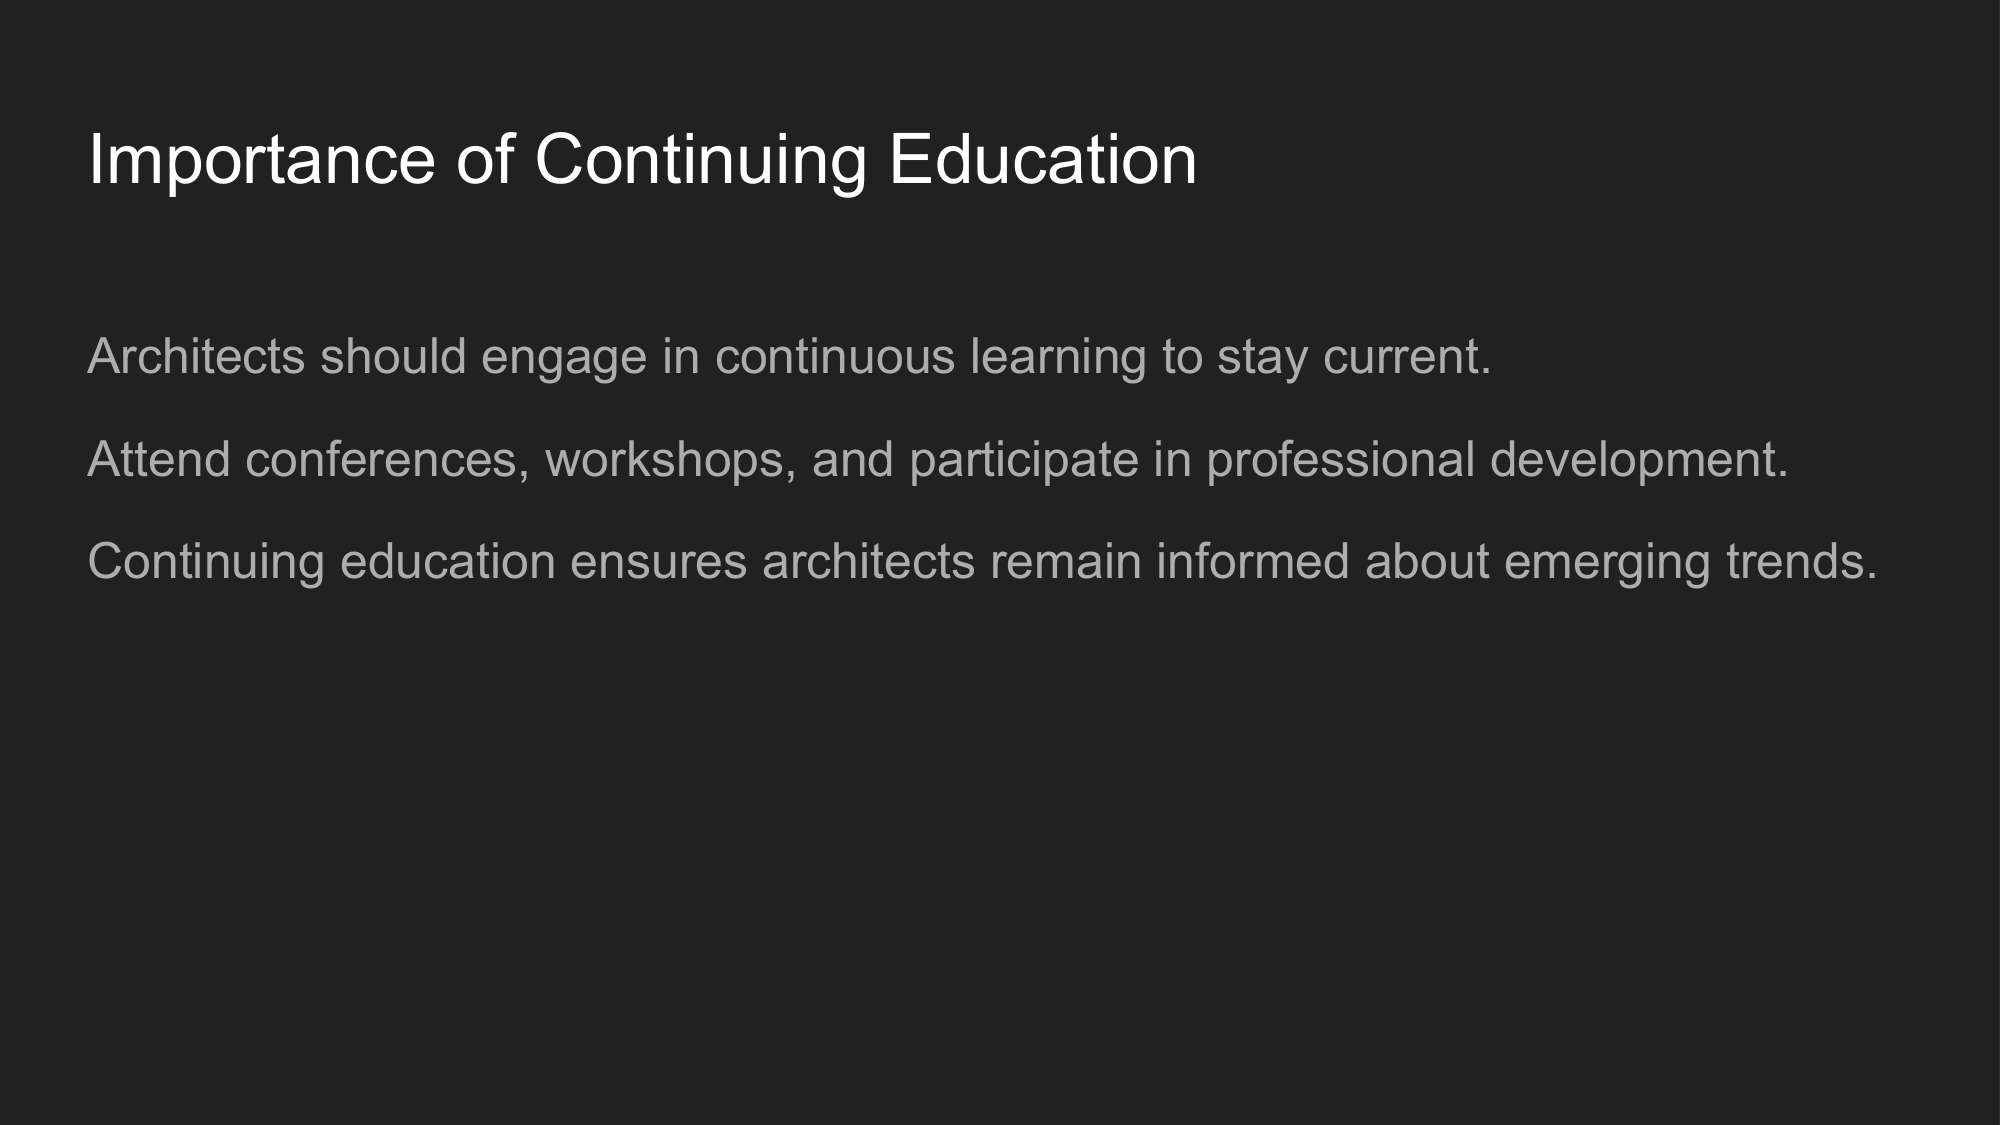 Importance of Continuing Education
Architects should engage in continuous learning to stay current.
Attend conferences, workshops, and participate in professional development.
Continuing education ensures architects remain informed about emerging trends.